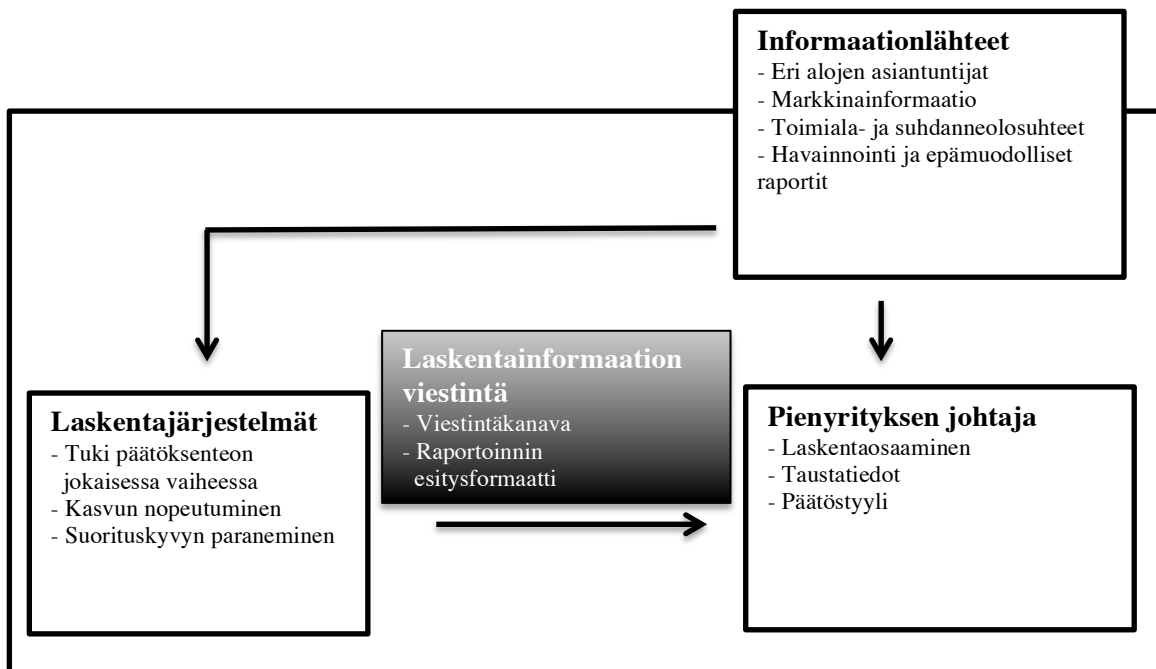 Informaationlähteet
- Eri alojen asiantuntijat
- Markkinainformaatio
- Toimiala- ja suhdanneolosuhteet
- Havainnointi ja epämuodolliset
raportit
Laskentajärjestelmät
- Tuki päätöksenteon
jokaisessa vaiheessa
- Kasvun nopeutuminen
- Suorituskyvyn paraneminen
Laskentainformaation
viestintä
- Viestintäkanava
- Raportoinnin
esitysformaatti
Pienyrityksen johtaja
- Laskentaosaaminen
- Taustatiedot
- Päätöstyyli